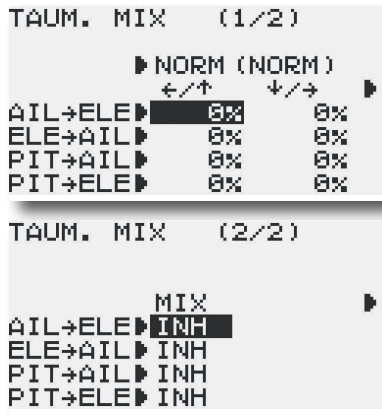 TAUM. MIX (1/2)
▶NORM (NORM)
←/↑ ↓/→ ▶
AIL→ELE▶ 0% 0%
ELE→AIL▶ 0% 0%
PIT→AIL▶ 0% 0%
PIT→ELE▶ 0% 0%
TAUM. MIX (2/2)
MIX ▶
AIL→ELE▶INH
ELE→AIL▶INH
PIT→AIL▶INH
PIT→ELE▶INH